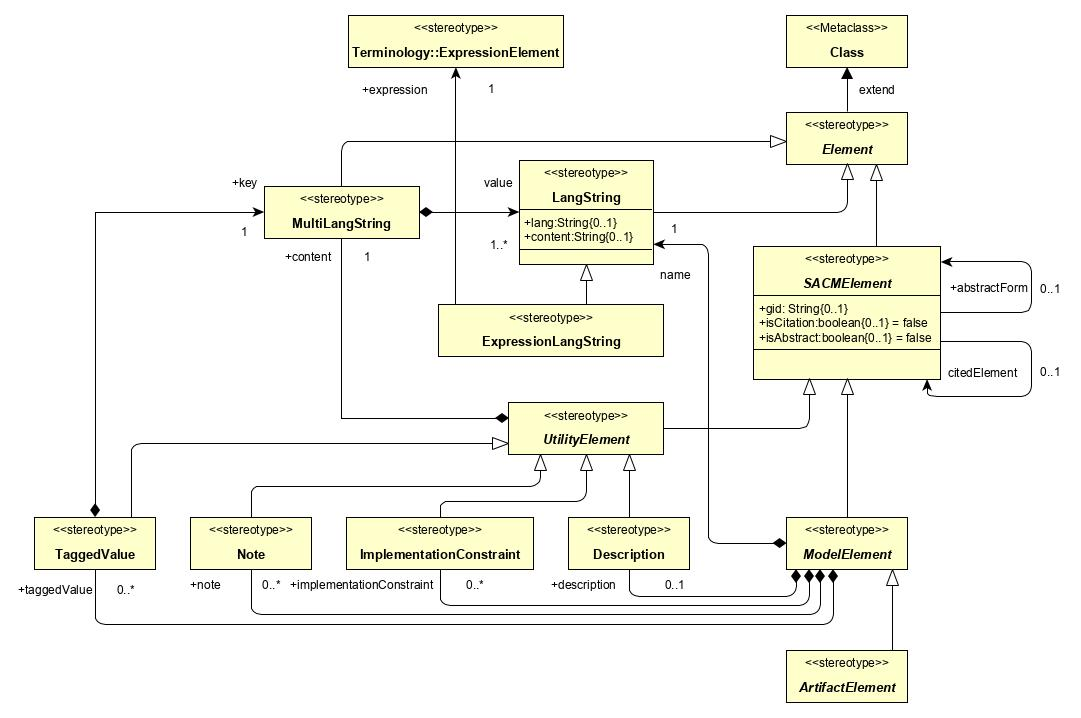 <<stereotype>>
Terminology::ExpressionElement
<<Metaclass>>
Class
+expression
1
extend
<<stereotype>>
Element
+key
1
<<stereotype>>
MultiLangString
value
1..*
<<stereotype>>
LangString
+lang:String{0..1}
+content:String{0..1}
1
name
+content
1
<<stereotype>>
SACMElement
+gid: String{0..1}
+isCitation:boolean{0..1} = false
+isAbstract:boolean{0..1} = false
+abstractForm
0..1
citedElement
0..1
<<stereotype>>
ExpressionLangString
<<stereotype>>
UtilityElement
<<stereotype>>
TaggedValue
<<stereotype>>
Note
<<stereotype>>
ImplementationConstraint
<<stereotype>>
Description
<<stereotype>>
ModelElement
+taggedValue
0..*
+note
0..*
+implementationConstraint
0..*
+description
0..1
<<stereotype>>
ArtifactElement